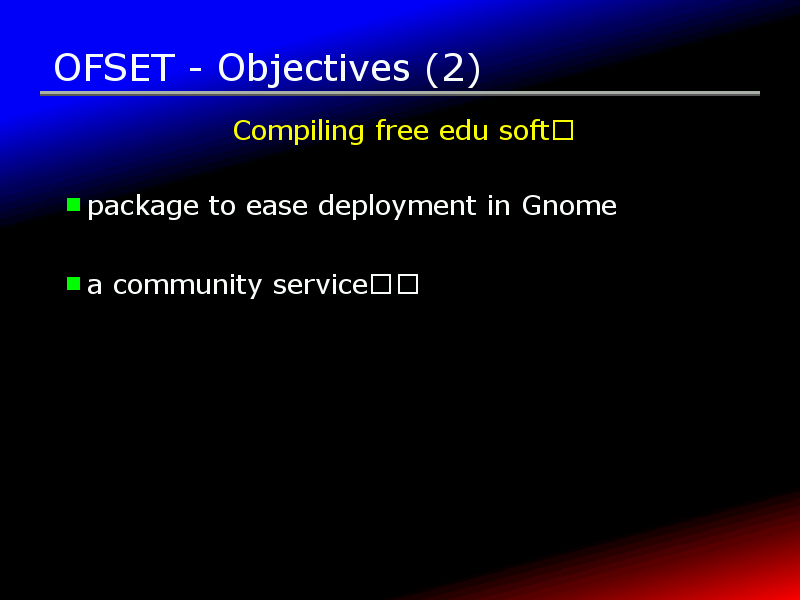 OFSET - Objectives (2)
Compiling free edu soft□
package to ease deployment in Gnome
a community service□□